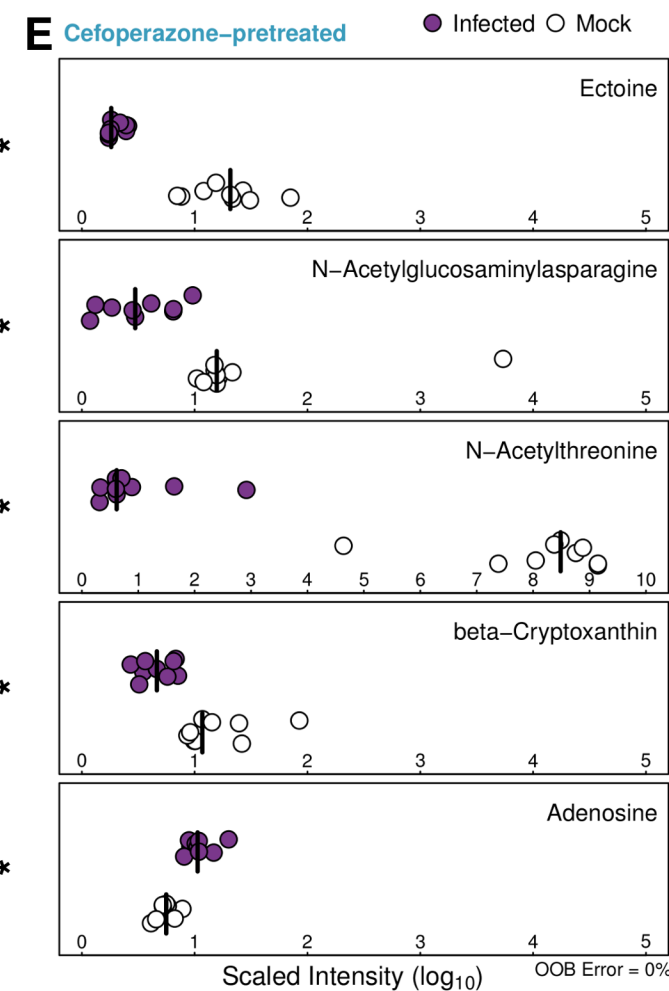 E Cefoperazone−pretreated
Infected Mock
Ectoine
*
0 1 2 3 4 5
N−Acetylglucosaminylasparagine
*
0 1 2 3 4 5
N−Acetylthreonine
*
0 1 2 3 4 5 6 7 8 9 10
beta−Cryptoxanthin
*
0 1 2 3 4 5
Adenosine
*
0 1 2 3 4 5
Scaled Intensity (log10)
OOB Error = 0%